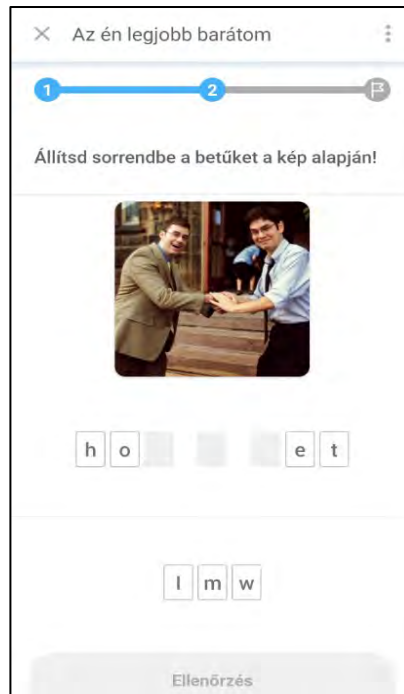 Az én legjobb barátom
1 2
Állítsd sorrendbe a betűket a kép alapján!
h o e t
l m w
Ellenőrzés